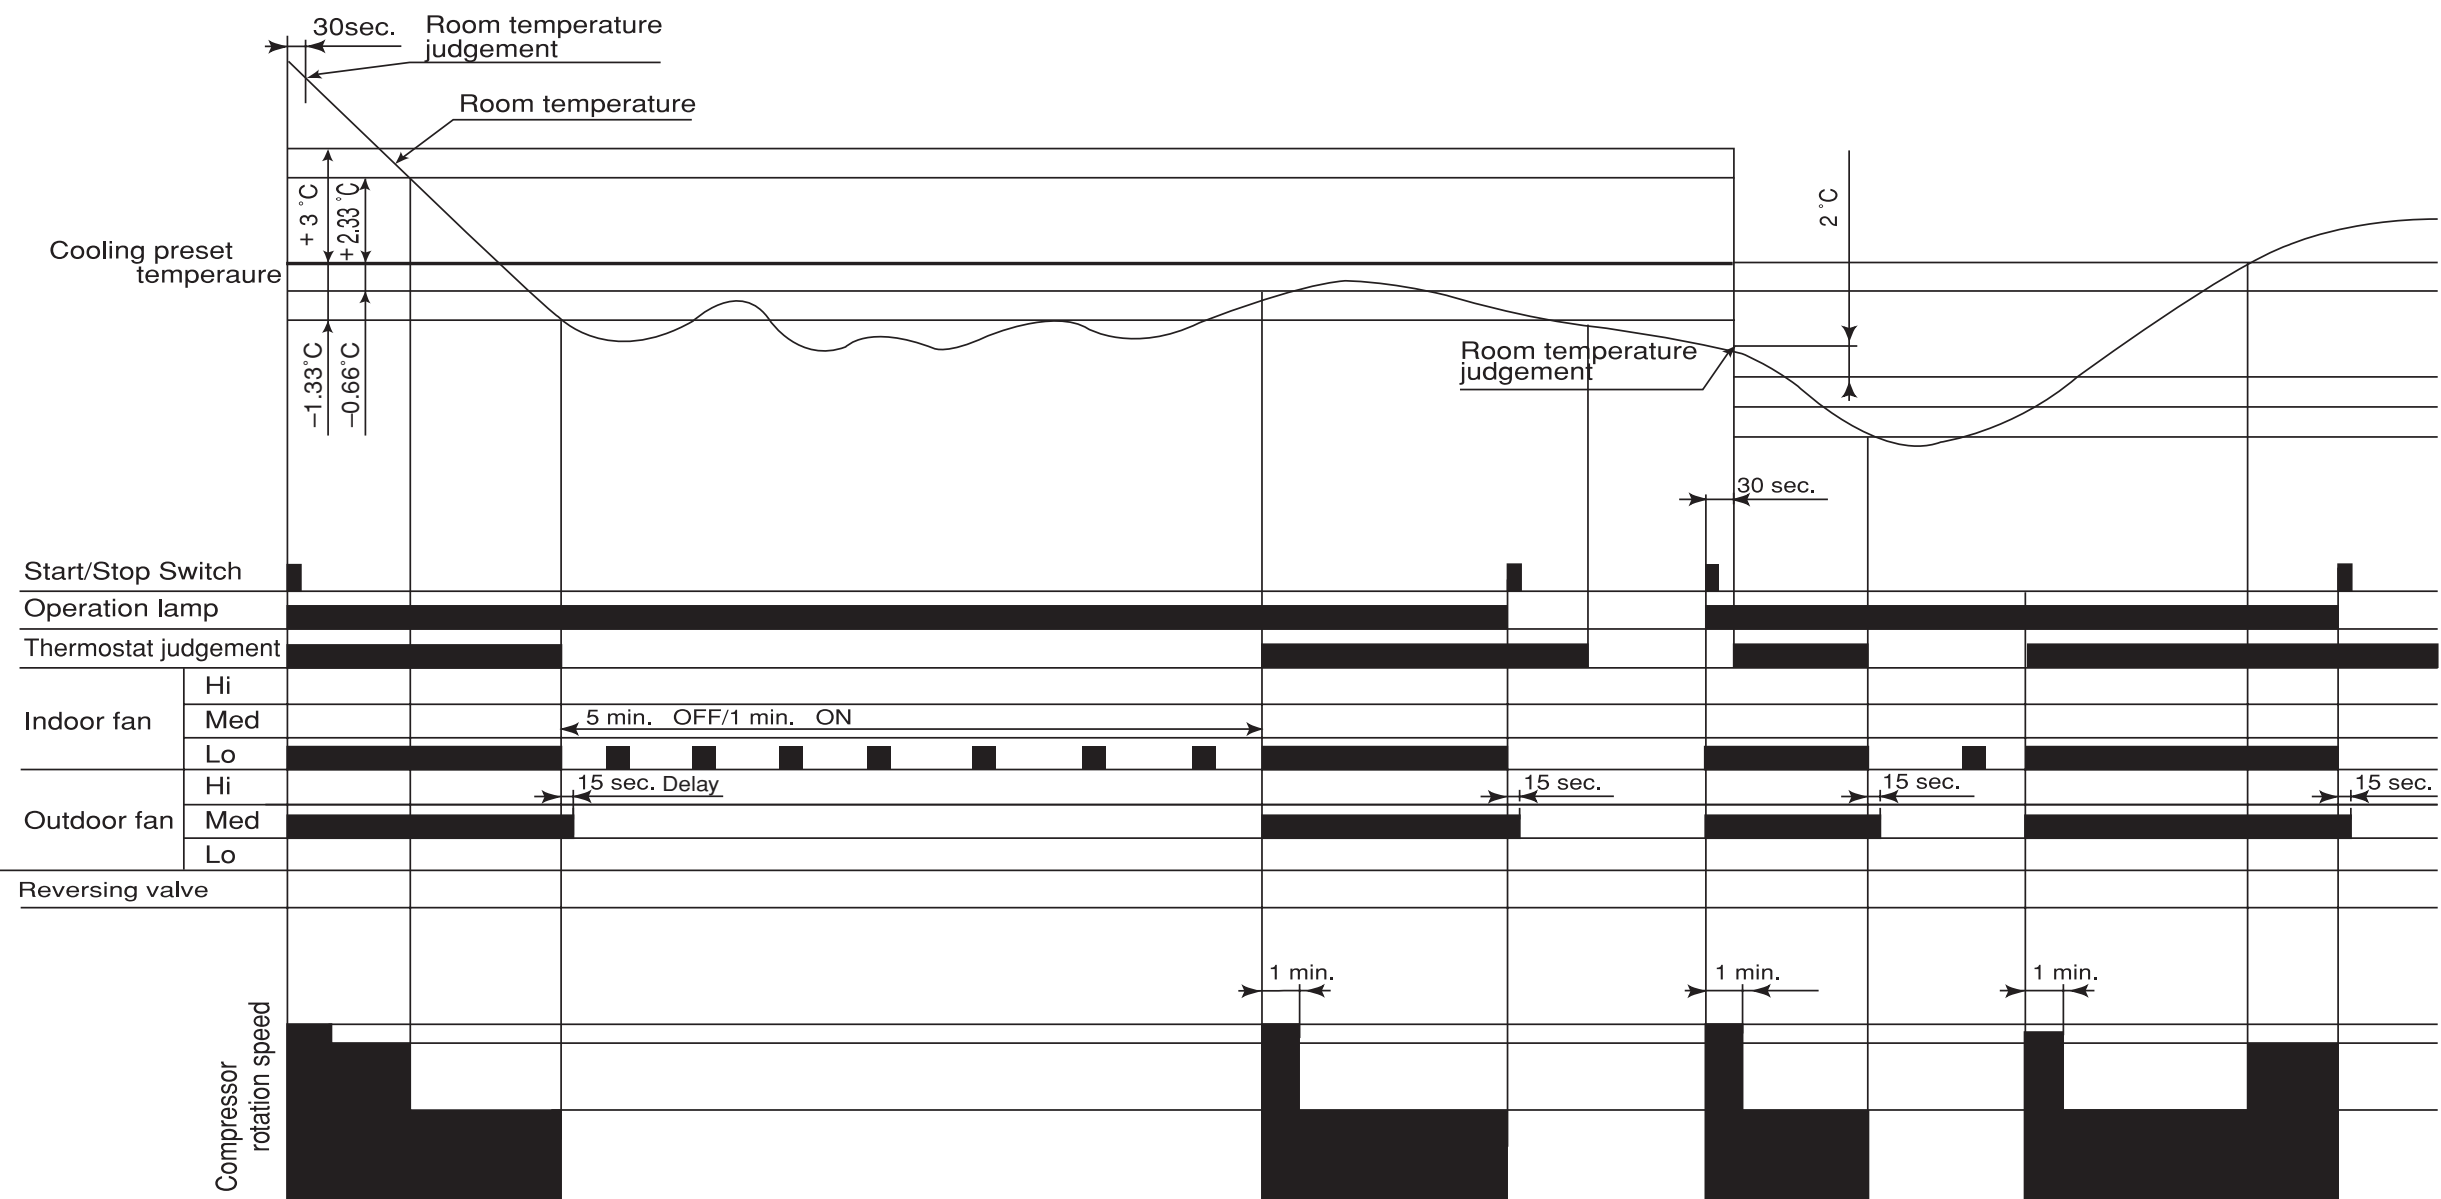 30sec.
Room temperature
judgement
Room temperature
+ 3 ˚C
+2.33 ˚C
2 ˚C
Cooling preset
temperaure
−1.33˚C
−0.66˚C
Room temperature
judgement
30 sec.
Start/Stop Switch
Operation lamp
Thermostat judgement
Indoor fan
Hi
Med
5 min. OFF/1 min. ON
Lo
Outdoor fan
Hi
15 sec. Delay
15 sec.
15 sec.
15 sec.
Med
Lo
Reversing valve
1 min.
1 min.
1 min.
Compressor
rotation speed